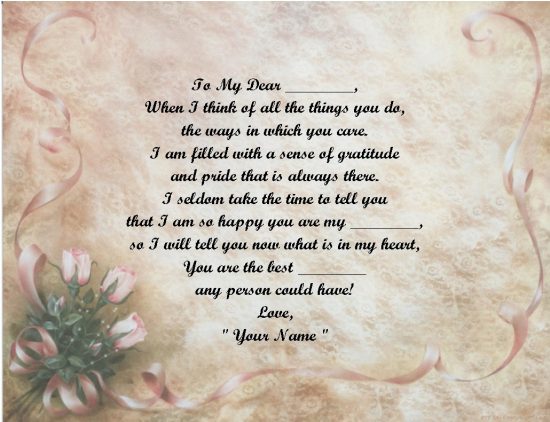 To My Dear ________,
When I think of all the things you do,
the ways in which you care.
I am filled with a sense of gratitude
and pride that is always there.
I seldom take the time to tell you
that I am so happy you are my ________,
so I will tell you now what is in my heart,
You are the best ________
any person could have!
Love,
" Your Name "